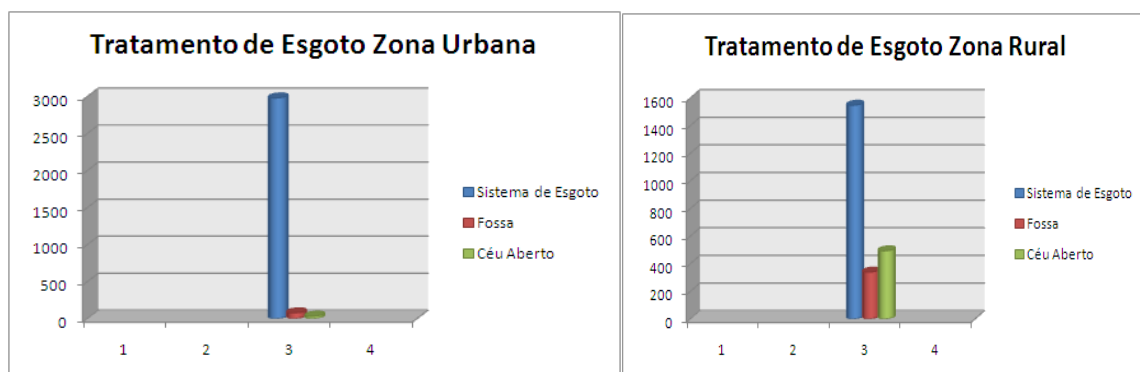 Tratamento de Esgoto Zona Urbana
3000
2500
2000
1500
1000
500
0
1 2 3 4
Sistema de Esgoto
Fossa
Céu Aberto
Tratamento de Esgoto Zona Rural
1600
1400
1200
1000
800
600
400
200
0
1 2 3 4
Sistema de Esgoto
Fossa
Céu Aberto